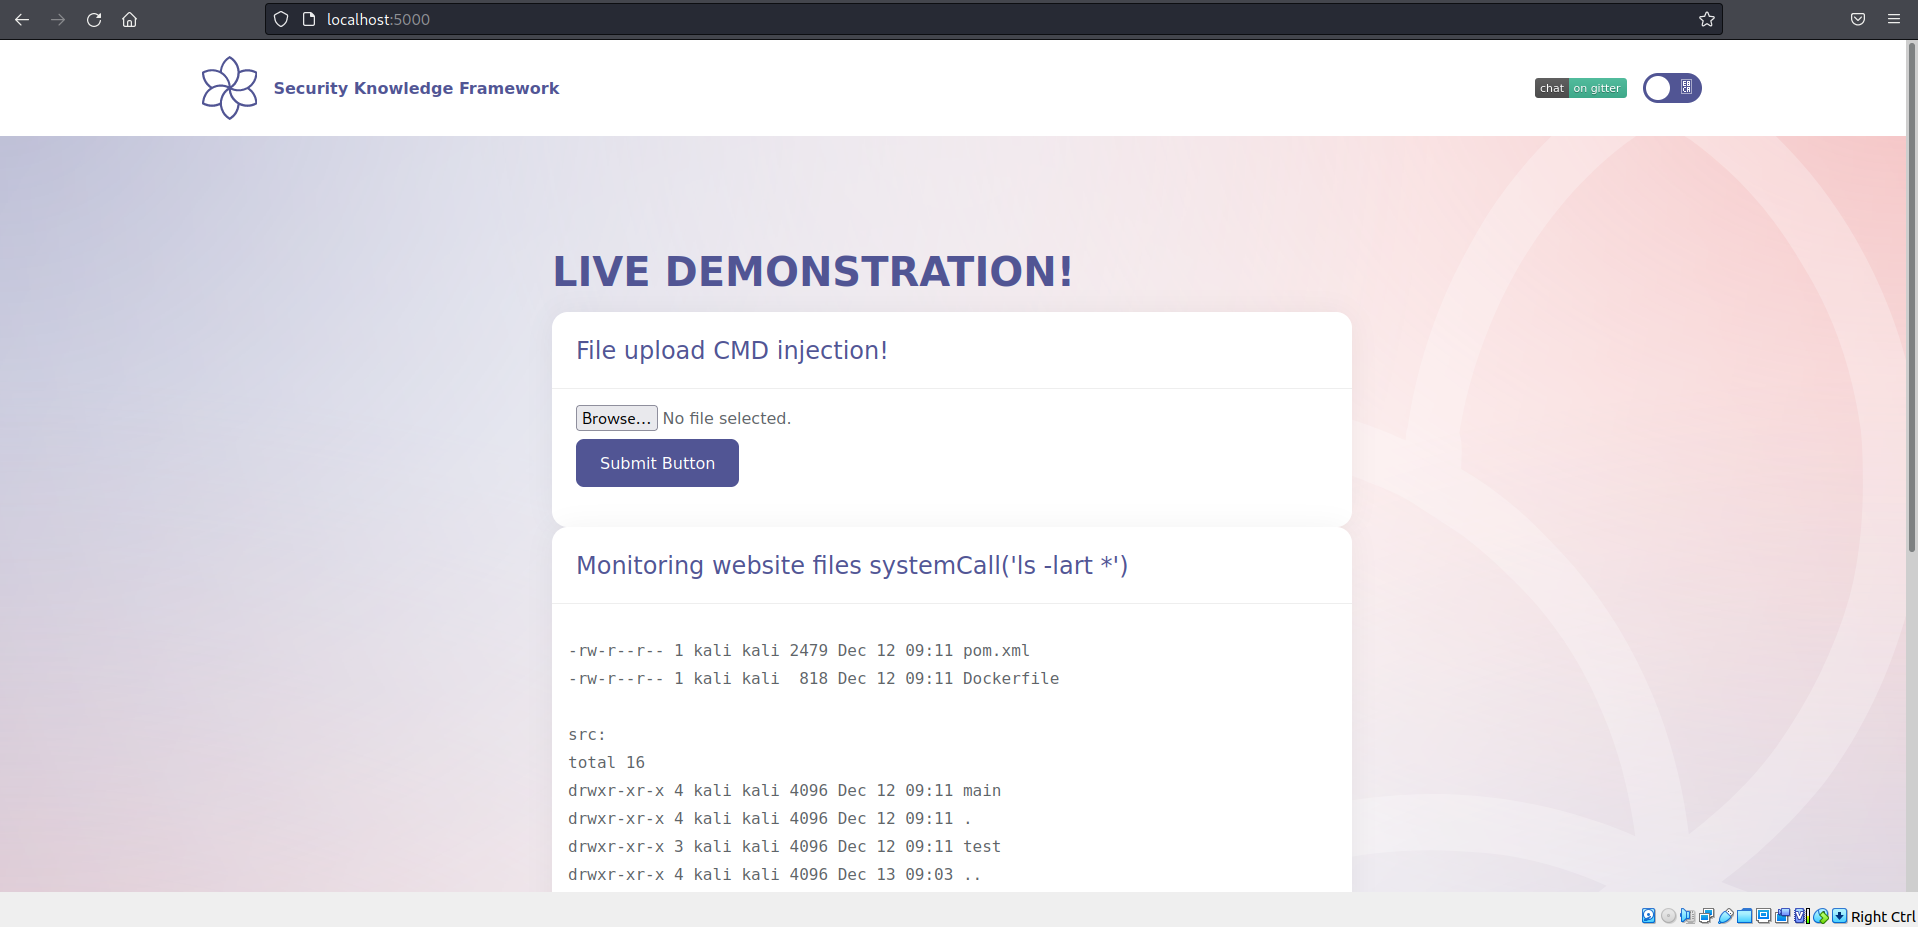 localhost:5000
Security Knowledge Framework
chat on gitter
LIVE DEMONSTRATION!
File upload CMD injection!
Browse... No file selected.
Submit Button
Monitoring website files systemCall('ls -lart *')
-rw-r--r-- 1 kali kali 2479 Dec 12 09:11 pom.xml
-rw-r--r-- 1 kali kali  818 Dec 12 09:11 Dockerfile
src:
total 16
drwxr-xr-x 4 kali kali 4096 Dec 12 09:11 main
drwxr-xr-x 4 kali kali 4096 Dec 12 09:11 .
drwxr-xr-x 3 kali kali 4096 Dec 12 09:11 test
drwxr-xr-x 4 kali kali 4096 Dec 13 09:03 ..
Right Ctrl